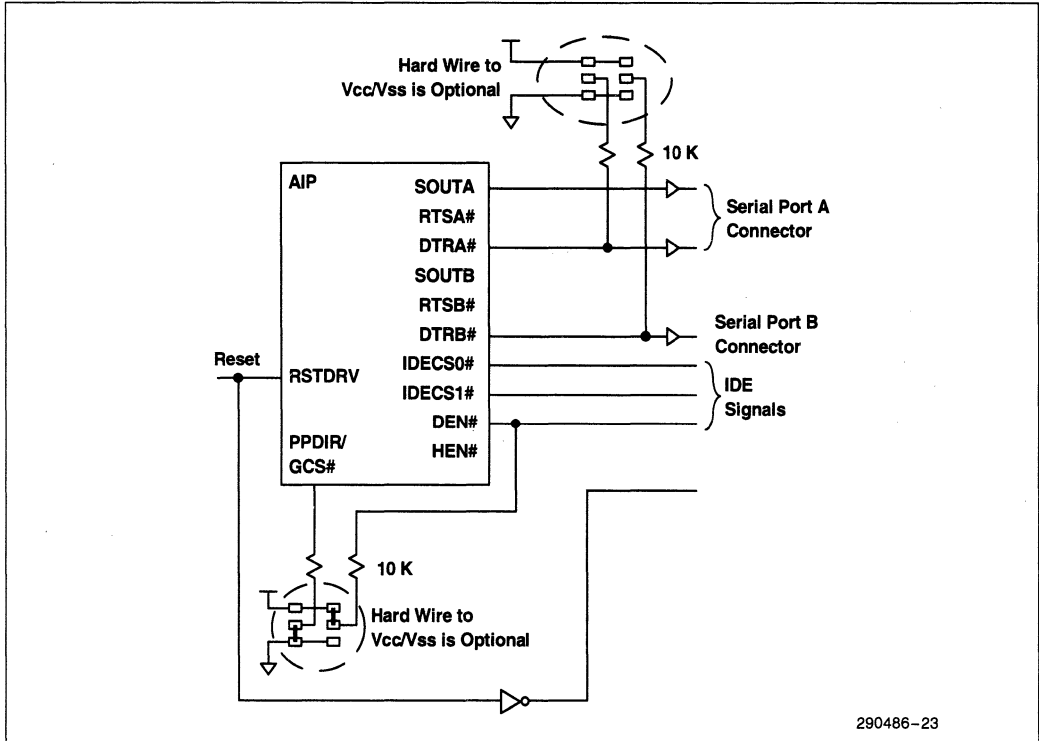 Hard Wire to
Vcc/Vss is Optional
10 K
AIP
SOUTA
RTSA#
DTRA#
SOUTB
RTSB#
DTRB#
IDECS0#
IDECS1#
DEN#
HEN#
Serial Port A
Connector
Serial Port B
Connector
IDE
Signals
Reset
RSTDRV
PPDIR/
GCS#
10 K
Hard Wire to
Vcc/Vss is Optional
290486-23